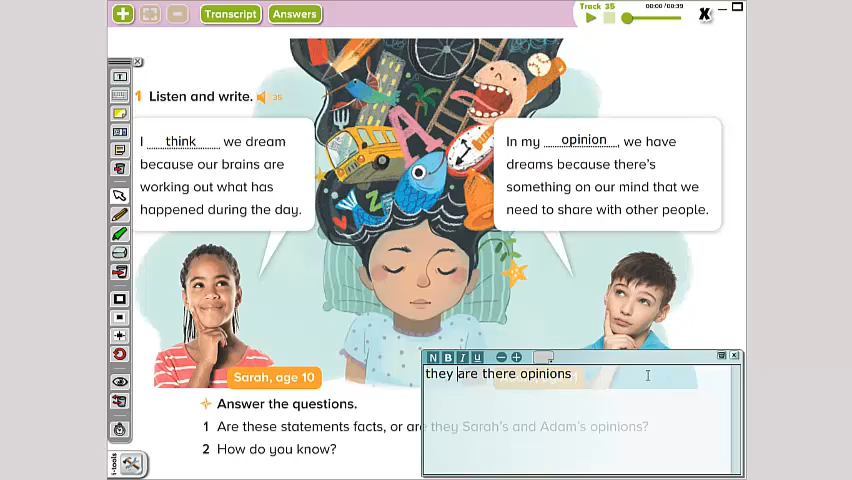 Transcript
Answers
Track 35
00:00 / 00:39
X
1 Listen and write. 35
I think we dream
because our brains are
working out what has
happened during the day.
In my opinion, we have
dreams because there's
something on our mind that we
need to share with other people.
Sarah, age 10
N B I U
they are there opinions
Answer the questions.
1 Are these statements facts, or are they Sarah's and Adam's opinions?
2 How do you know?
t-tools